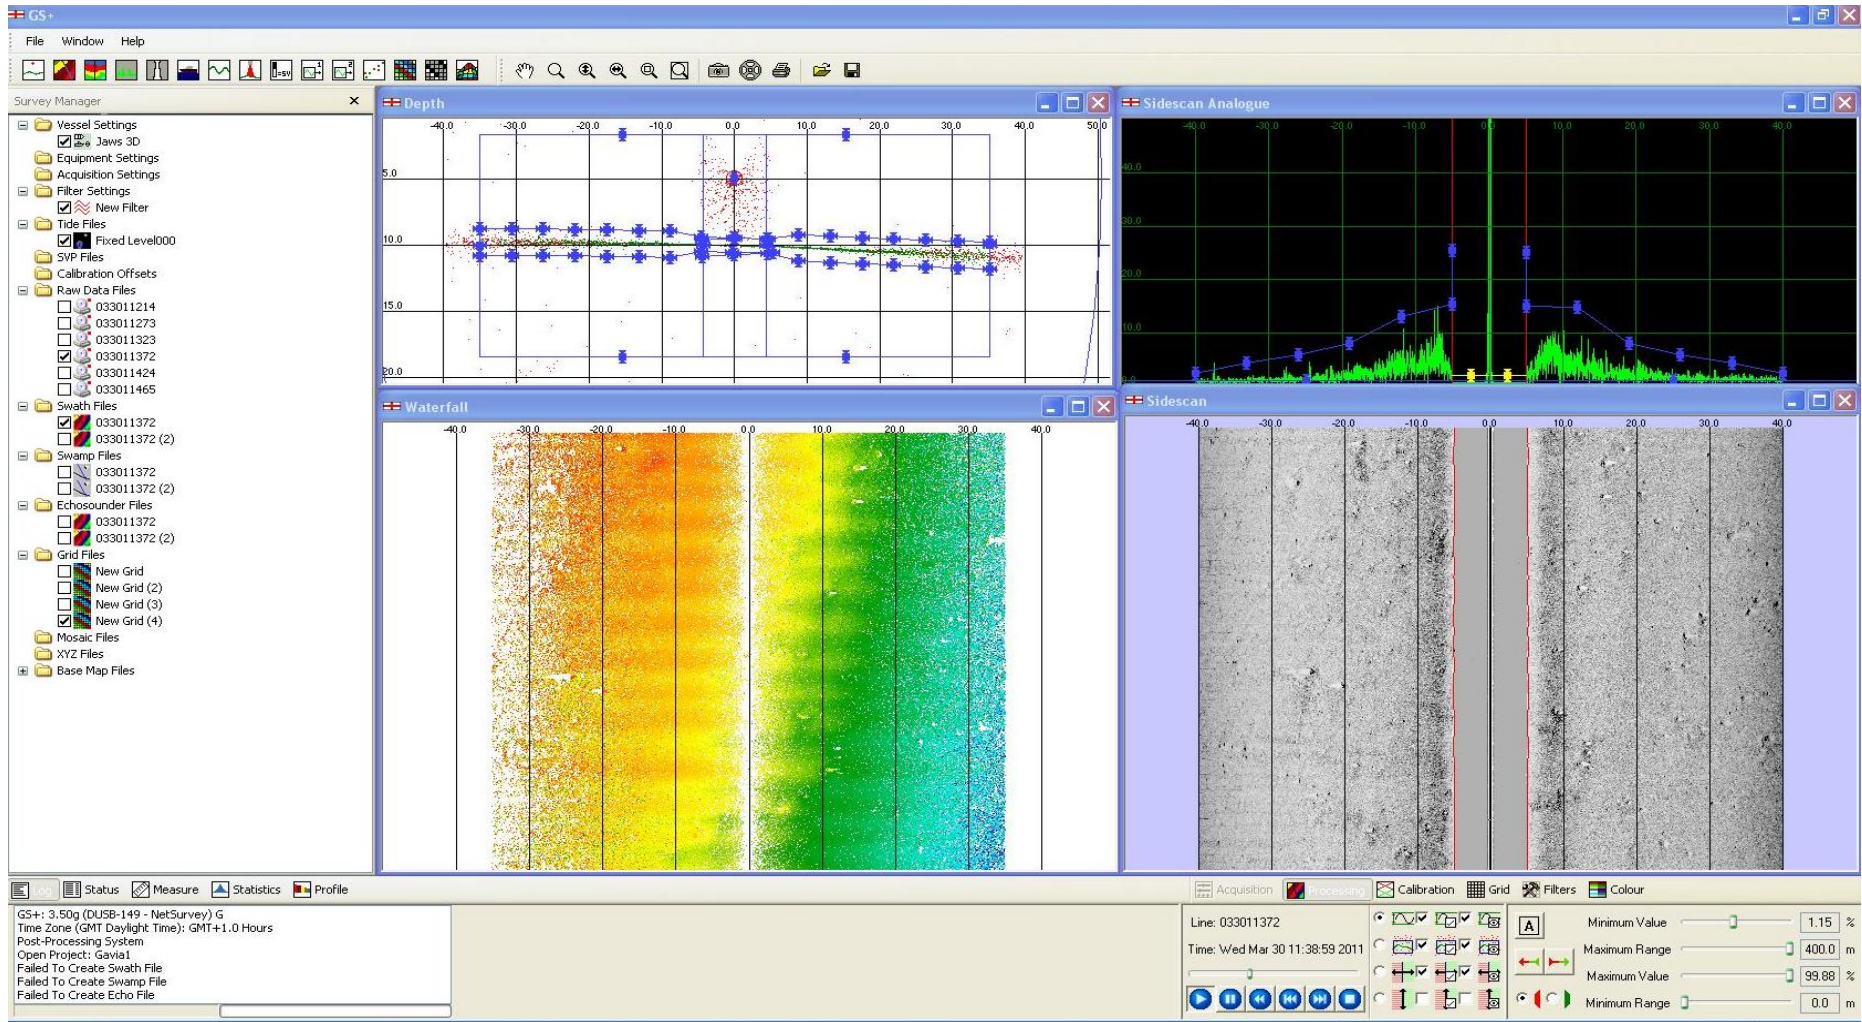 GS+
File Window Help
Survey Manager
Vessel Settings
Jaws 3D
Equipment Settings
Acquisition Settings
Filter Settings
New Filter
Tide Files
Fixed Level000
SVP Files
Calibration Offsets
Raw Data Files
033011214
033011273
033011323
033011372
033011424
033011465
Swath Files
033011372
033011372 (2)
Swamp Files
033011372
033011372 (2)
Echosounder Files
033011372
033011372 (2)
Grid Files
New Grid
New Grid (2)
New Grid (3)
New Grid (4)
Mosaic Files
XYZ Files
Base Map Files
Depth
-40.0 -30.0 -20.0 -10.0 0.0 10.0 20.0 30.0 40.0 50.0
5.0
10.0
15.0
20.0
Sidescan Analogue
-40.0 -30.0 -20.0 -10.0 0.0 10.0 20.0 30.0 40.0
40.0
30.0
20.0
10.0
Waterfall
-40.0 -30.0 -20.0 -10.0 0.0 10.0 20.0 30.0 40.0
Sidescan
-40.0 -30.0 -20.0 -10.0 0.0 10.0 20.0 30.0 40.0
Log Status Measure Statistics Profile
Acquisition Processing Calibration Grid Filters Colour
GS+: 3.50g (DUSB-149 - NetSurvey) G
Time Zone (GMT Daylight Time): GMT+1.0 Hours
Post-Processing System
Open Project: Gavia1
Failed To Create Swath File
Failed To Create Swamp File
Failed To Create Echo File
Line: 033011372
Time: Wed Mar 30 11:38:59 2011
A
Minimum Value 1.15 %
Maximum Range 400.0 m
Maximum Value 99.88 %
Minimum Range 0.0 m